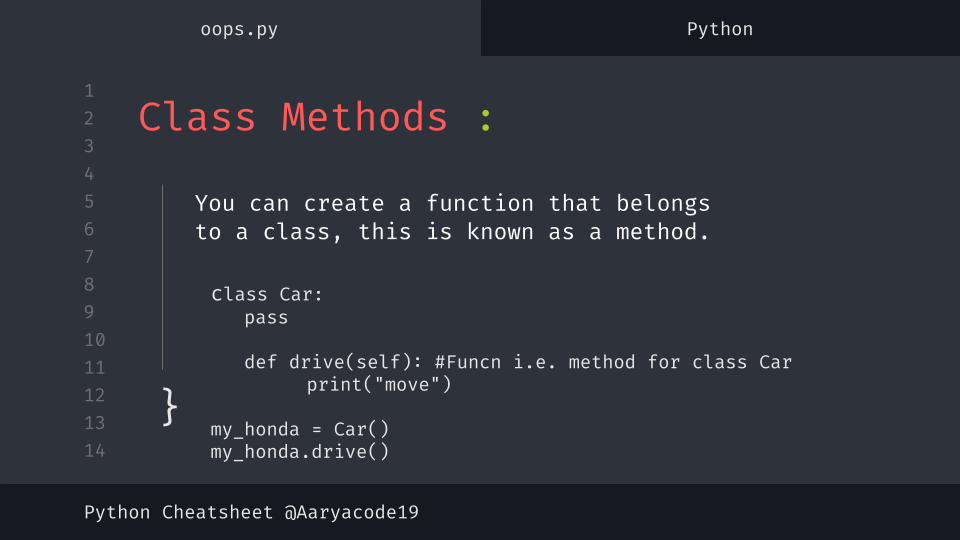 oops.py
Python
1
2
3
4
5
6
7
8
9
10
11
12
13
14
Class Methods :
You can create a function that belongs
to a class, this is known as a method.
class Car:
pass
def drive(self): #Funcn i.e. method for class Car
print("move")
}
my_honda = Car()
my_honda.drive()
Python Cheatsheet @Aaryacode19